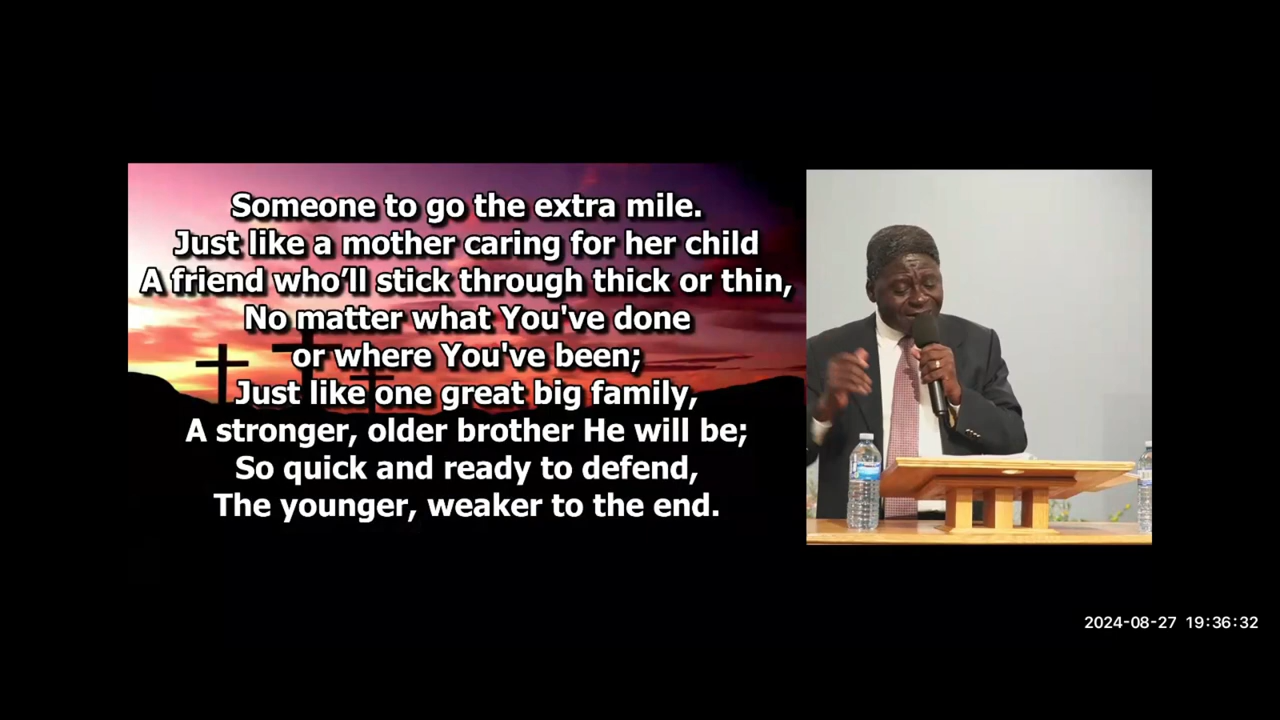 Someone to go the extra mile.
Just like a mother caring for her child
A friend who’ll stick through thick or thin,
No matter what You've done
or where You've been;
Just like one great big family,
A stronger, older brother He will be;
So quick and ready to defend,
The younger, weaker to the end.
2024-08-27 19:36:32